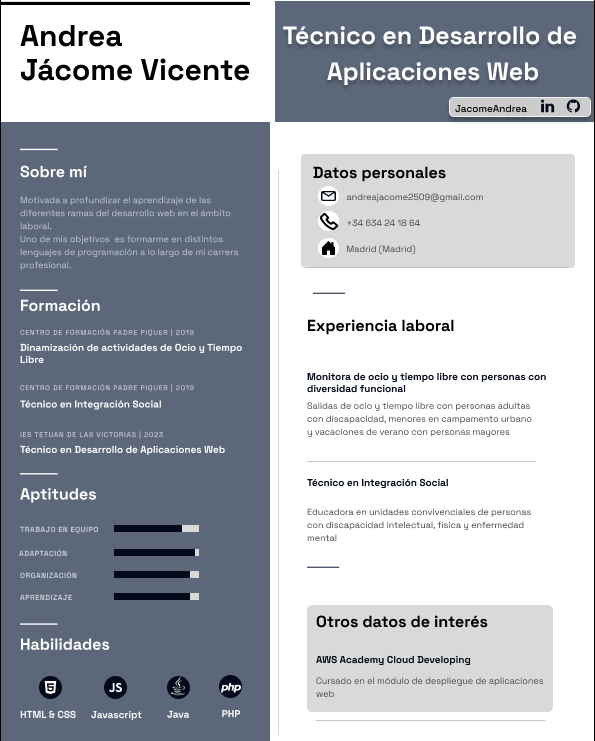 Andrea
Jácome Vicente
Técnico en Desarrollo de
Aplicaciones Web
JacomeAndrea
Sobre mí
Motivada a profundizar el aprendizaje de las
diferentes ramas del desarrollo web en el ámbito
laboral.
Uno de mis objetivos es formarme en distintos
lenguajes de programación a lo largo de mi carrera
profesional.
Formación
CENTRO DE FORMACIÓN PADRE PIQUER | 2019
Dinamización de actividades de Ocio y Tiempo
Libre
CENTRO DE FORMACIÓN PADRE PIQUER | 2019
Técnico en Integración Social
IES TETUAN DE LAS VICTORIAS | 2023
Técnico en Desarrollo de Aplicaciones Web
Aptitudes
TRABAJO EN EQUIPO
ADAPTACIÓN
ORGANIZACIÓN
APRENDIZAJE
Habilidades
JS
php
HTML & CSS
Javascript
Java
PHP
Datos personales
andreajacome2509@gmail.com
+34 634 24 18 64
Madrid (Madrid)
Experiencia laboral
Monitora de ocio y tiempo libre con personas con
diversidad funcional
Salidas de ocio y tiempo libre con personas adultas
con discapacidad, menores en campamento urbano
y vacaciones de verano con personas mayores
Técnico en Integración Social
Educadora en unidades convivenciales de personas
con discapacidad intelectual, física y enfermedad
mental
Otros datos de interés
AWS Academy Cloud Developing
Cursado en el módulo de despliegue de aplicaciones
web